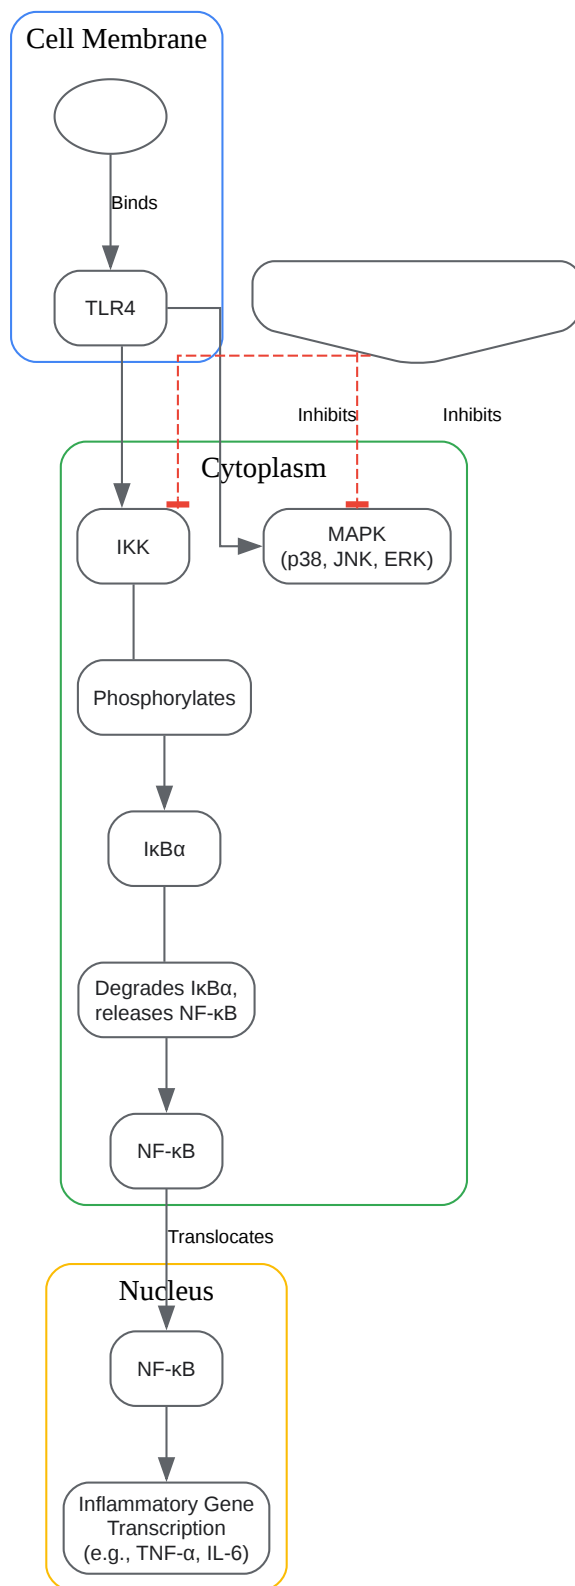 Cell Membrane
Binds
TLR4
Inhibits
Inhibits
Cytoplasm
IKK
MAPK
(p38, JNK, ERK)
Phosphorylates
IκBα
Degrades IκBα,
releases NF-κB
NF-κB
Translocates
Nucleus
NF-κB
Inflammatory Gene
Transcription
(e.g., TNF-α, IL-6)